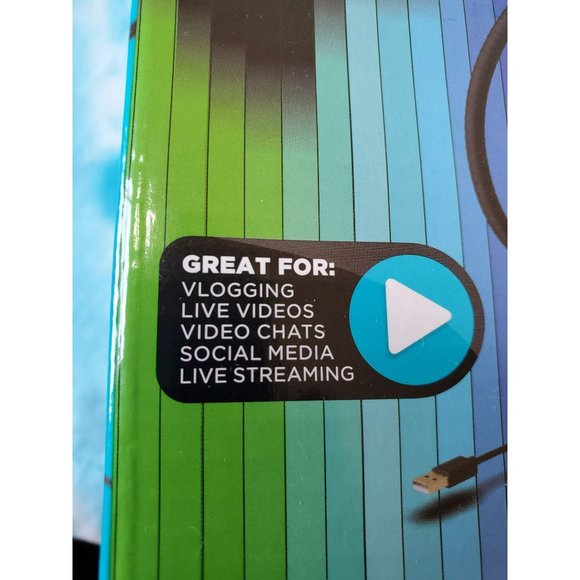 GREAT FOR:
VLOGGING
LIVE VIDEOS
VIDEO CHATS
SOCIAL MEDIA
LIVE STREAMING